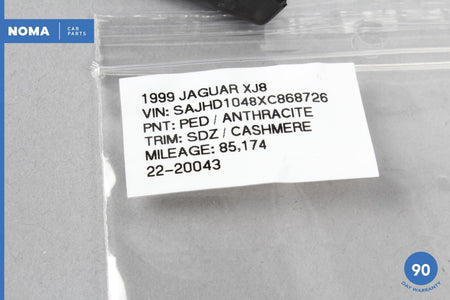 NOMA CAR PARTS
1999 JAGUAR XJ8
VIN: SAJHD1048XC868726
PNT: PED / ANTHRACITE
TRIM: SDZ / CASHMERE
MILEAGE: 85,174
22-20043
90
DAY WARRANTY